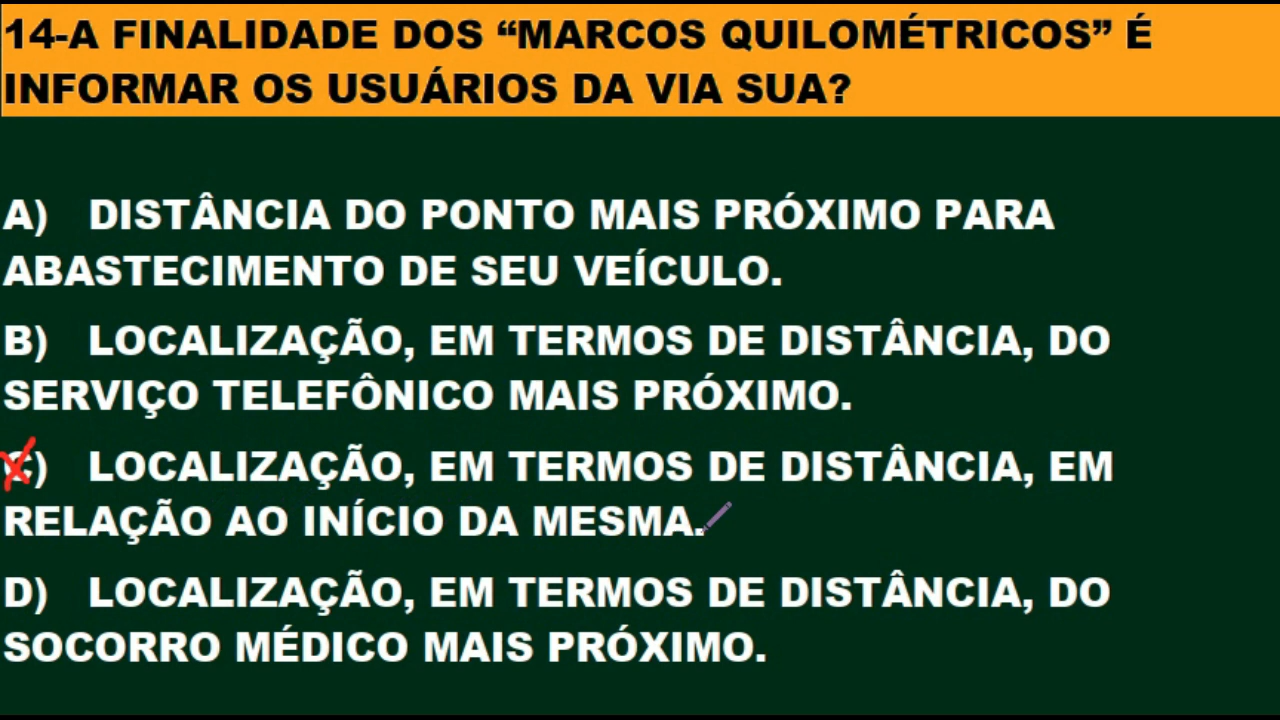 14-A FINALIDADE DOS “MARCOS QUILOMÉTRICOS” É
INFORMAR OS USUÁRIOS DA VIA SUA?
A) DISTÂNCIA DO PONTO MAIS PRÓXIMO PARA
ABASTECIMENTO DE SEU VEÍCULO.
B) LOCALIZAÇÃO, EM TERMOS DE DISTÂNCIA, DO
SERVIÇO TELEFÔNICO MAIS PRÓXIMO.
C) LOCALIZAÇÃO, EM TERMOS DE DISTÂNCIA, EM
RELAÇÃO AO INÍCIO DA MESMA.
D) LOCALIZAÇÃO, EM TERMOS DE DISTÂNCIA, DO
SOCORRO MÉDICO MAIS PRÓXIMO.